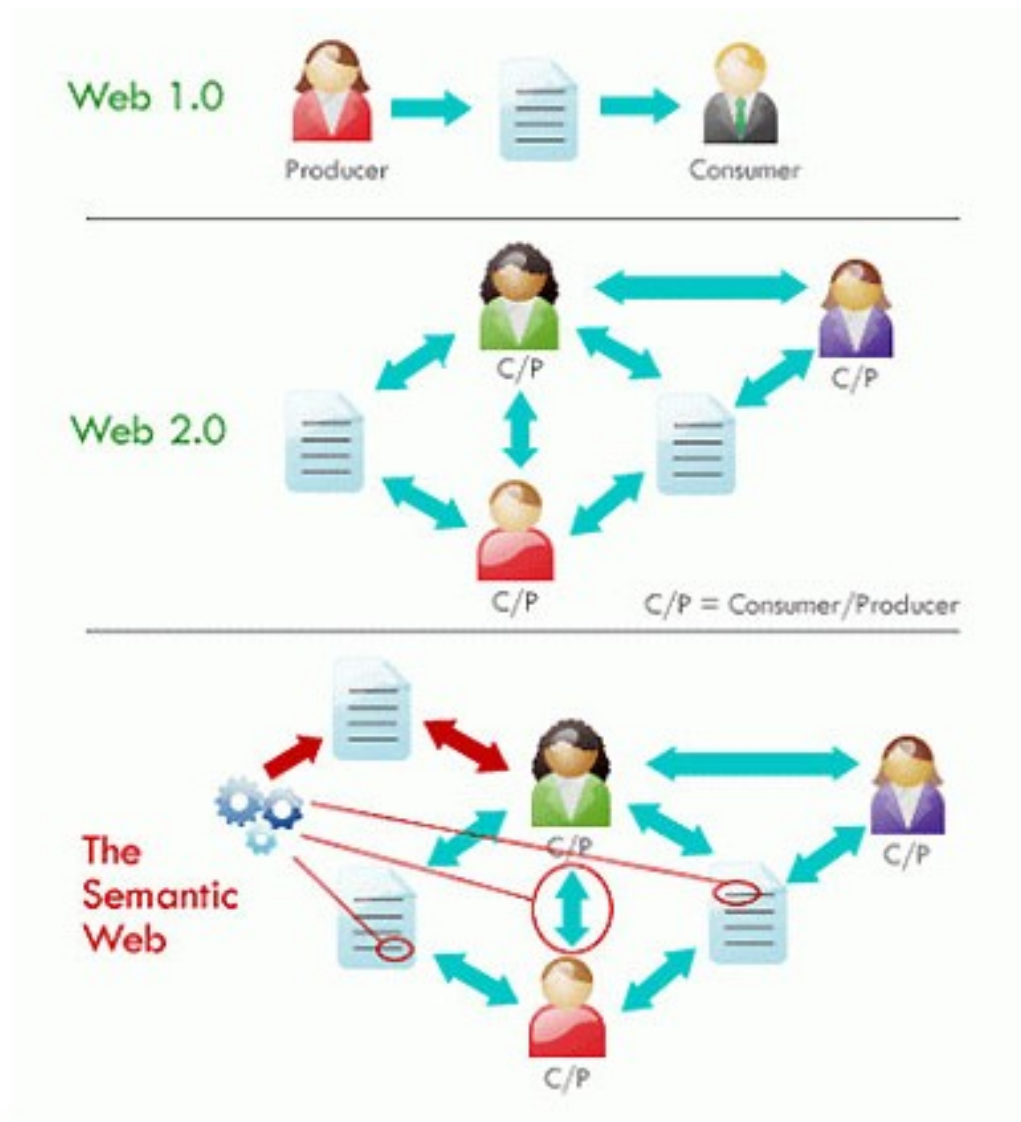 Web 1.0
Producer
Consumer
C/P
C/P
Web 2.0
C/P
C/P = Consumer/Producer
C/P
C/P
The
Semantic
Web
C/P